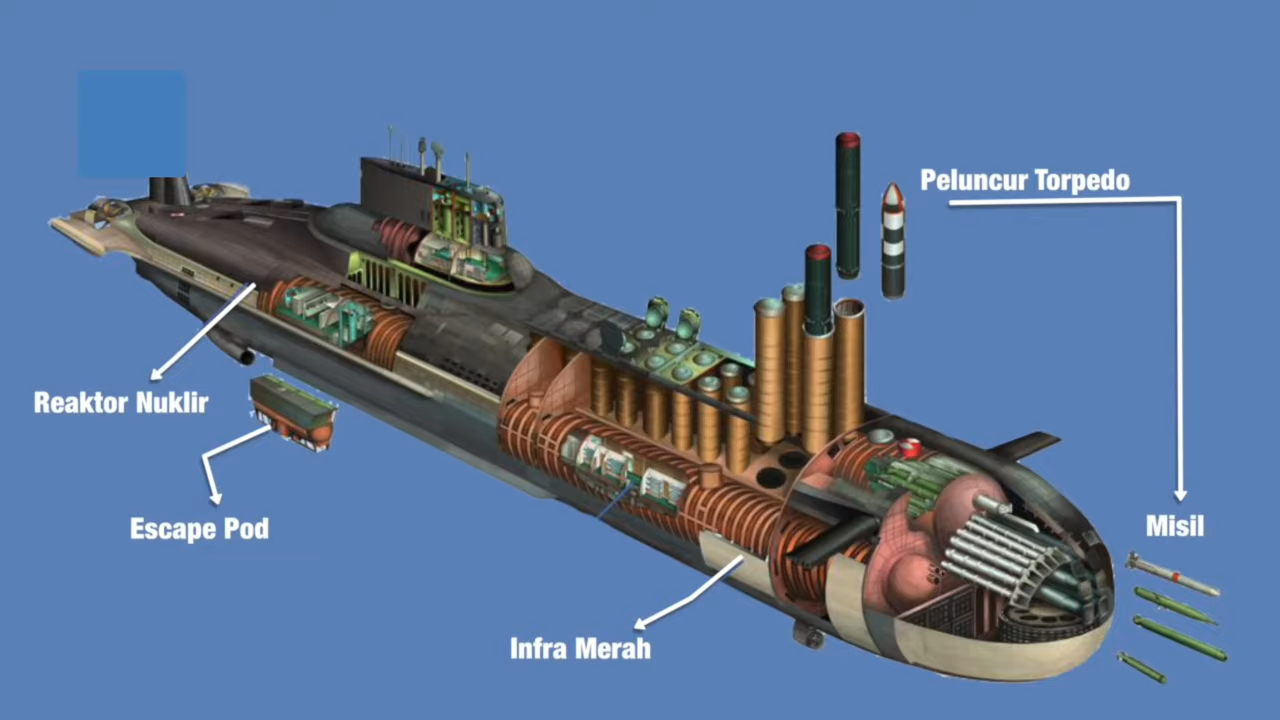 Peluncur Torpedo
Reaktor Nuklir
Escape Pod
Misil
Infra Merah